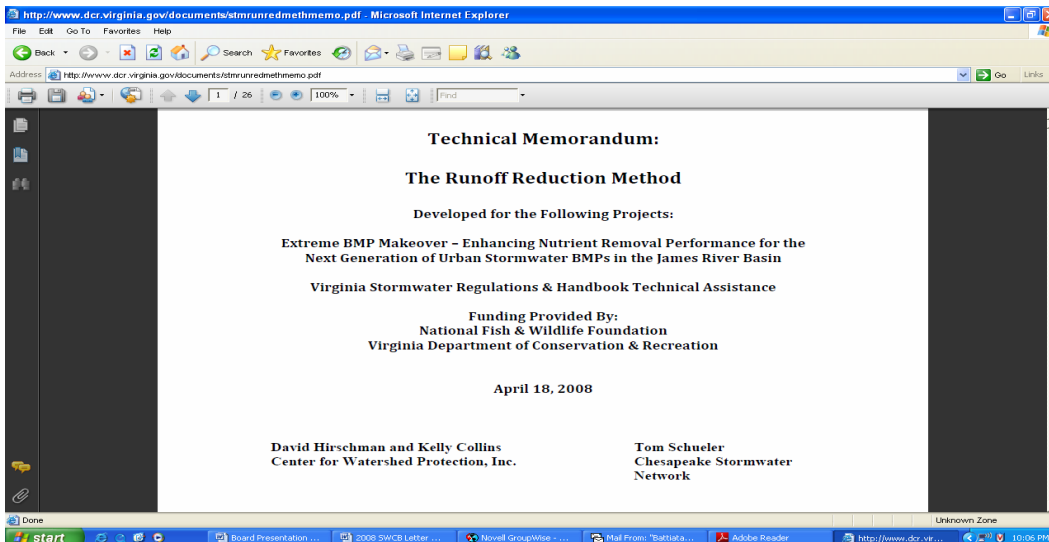 http://www.dcr.virginia.gov/documents/stmrunredmethmemo.pdf - Microsoft Internet Explorer
File Edit Go To Favorites Help
Back Search Favorites
Address http://www.dcr.virginia.gov/documents/stmrunredmethmemo.pdf Go Links
1 / 26 100% Find
Technical Memorandum:
The Runoff Reduction Method
Developed for the Following Projects:
Extreme BMP Makeover – Enhancing Nutrient Removal Performance for the
Next Generation of Urban Stormwater BMPs in the James River Basin
Virginia Stormwater Regulations & Handbook Technical Assistance
Funding Provided By:
National Fish & Wildlife Foundation
Virginia Department of Conservation & Recreation
April 18, 2008
David Hirschman and Kelly Collins
Center for Watershed Protection, Inc.
Tom Schueler
Chesapeake Stormwater
Network
Done Unknown Zone
start Board Presentation ... 2008 SWCB Letter ... Novell GroupWise - ... Mail From: "Battiata... Adobe Reader http://www.dcr.vir... 10:06 PM